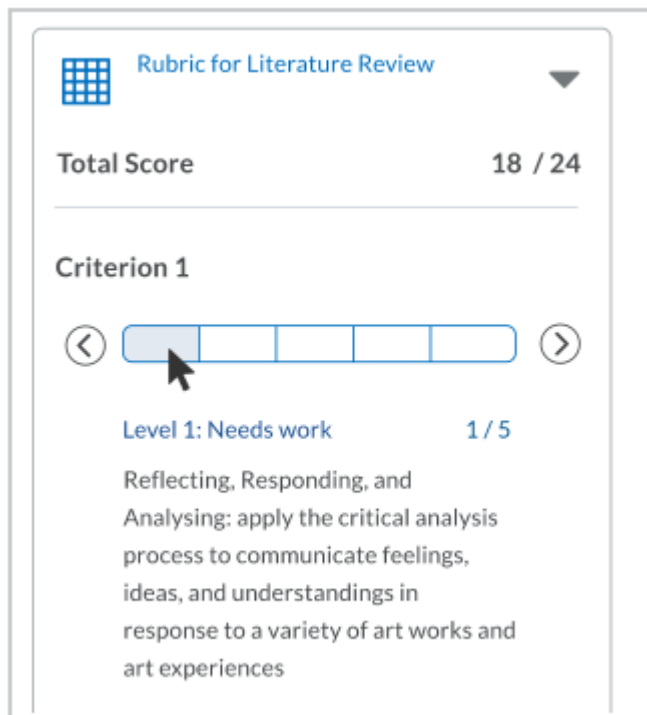 Rubric for Literature Review
Total Score 18 / 24
Criterion 1
Level 1: Needs work 1 / 5
Reflecting, Responding, and
Analysing: apply the critical analysis
process to communicate feelings,
ideas, and understandings in
response to a variety of art works and
art experiences